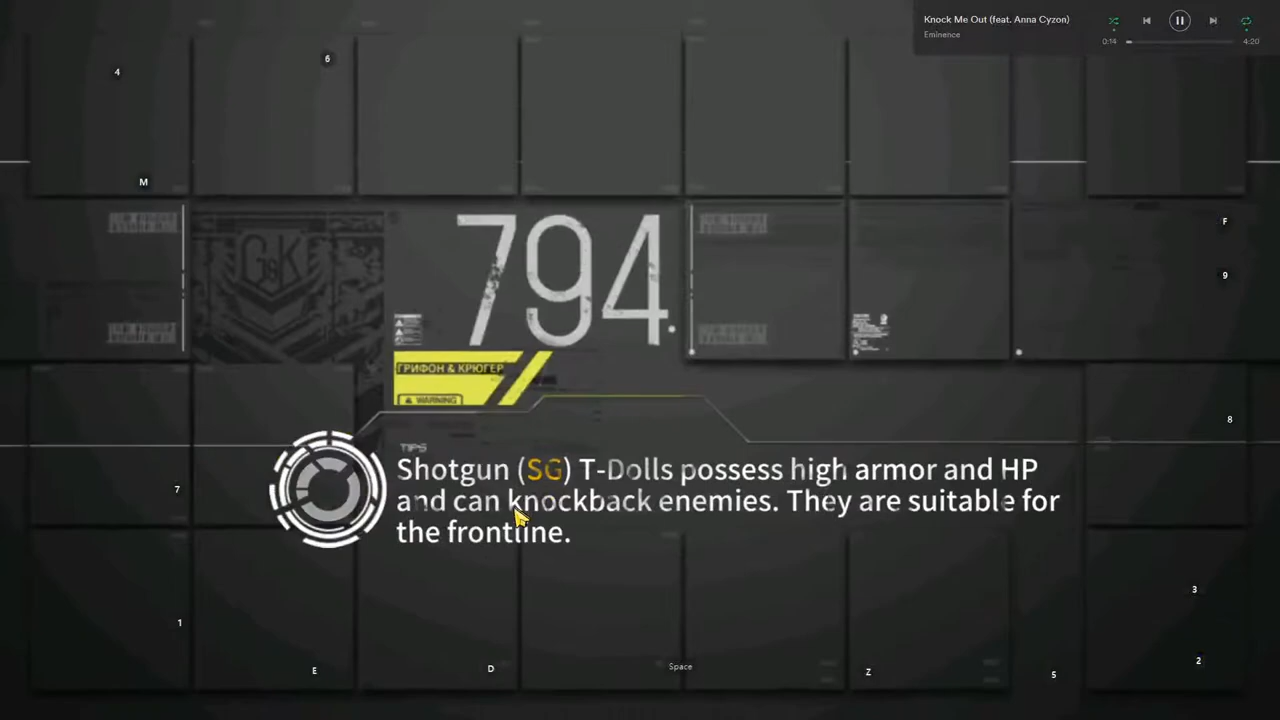 Knock Me Out (feat. Anna Cyzon)
Eminence
0:14
4:20
4
6
M
F
9
G&K
794.
ГРИФОН & КРЮГЕР
WARNING
8
TIPS
Shotgun (SG) T-Dolls possess high armor and HP
and can knockback enemies. They are suitable for
the frontline.
7
3
1
E
D
Space
Z
5
2